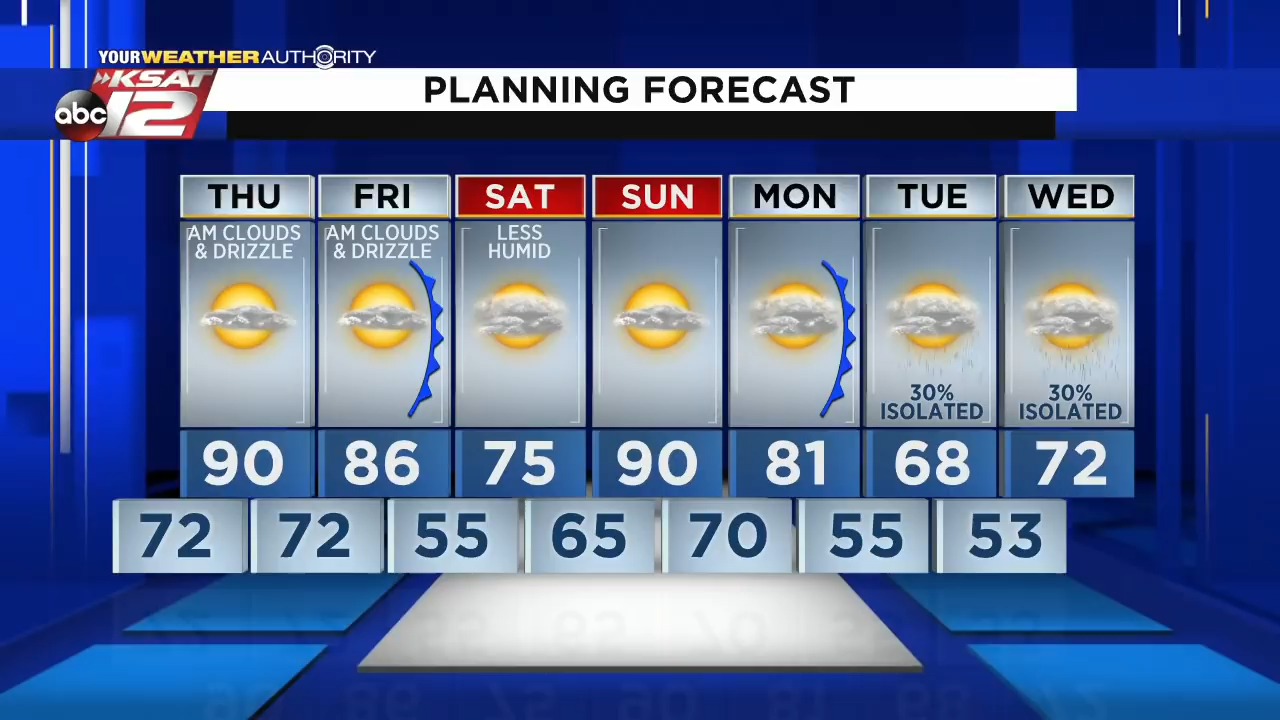 YOURWEATHERAUTHORITY
KSAT
abc 12
PLANNING FORECAST
THU FRI SAT SUN MON TUE WED
AM CLOUDS AM CLOUDS LESS
& DRIZZLE & DRIZZLE HUMID
30% 30%
ISOLATED ISOLATED
90 86 75 90 81 68 72
72 72 55 65 70 55 53